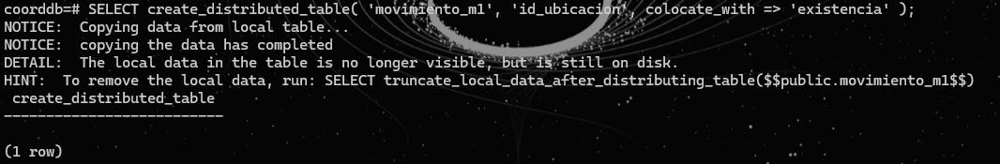 coorddb=# SELECT create_distributed_table( 'movimiento_m1', 'id_ubicacion', colocate_with => 'existencia' );
NOTICE:  Copying data from local table...
NOTICE:  copying the data has completed
DETAIL:  The local data in the table is no longer visible, but is still on disk.
HINT:  To remove the local data, run: SELECT truncate_local_data_after_distributing_table($$public.movimiento_m1$$)
 create_distributed_table
--------------------------
(1 row)